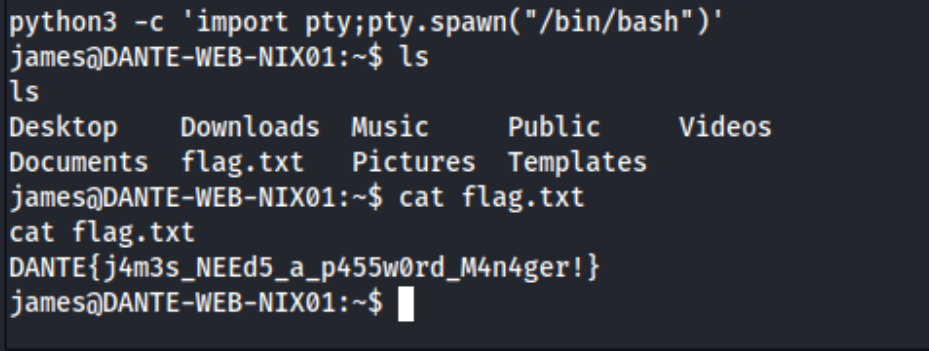 python3 -c 'import pty;pty.spawn("/bin/bash")'
james@DANTE-WEB-NIX01:~$ ls
ls
Desktop    Downloads  Music     Public     Videos
Documents  flag.txt   Pictures  Templates
james@DANTE-WEB-NIX01:~$ cat flag.txt
cat flag.txt
DANTE{j4m3s_NEEd5_a_p455w0rd_M4n4ger!}
james@DANTE-WEB-NIX01:~$